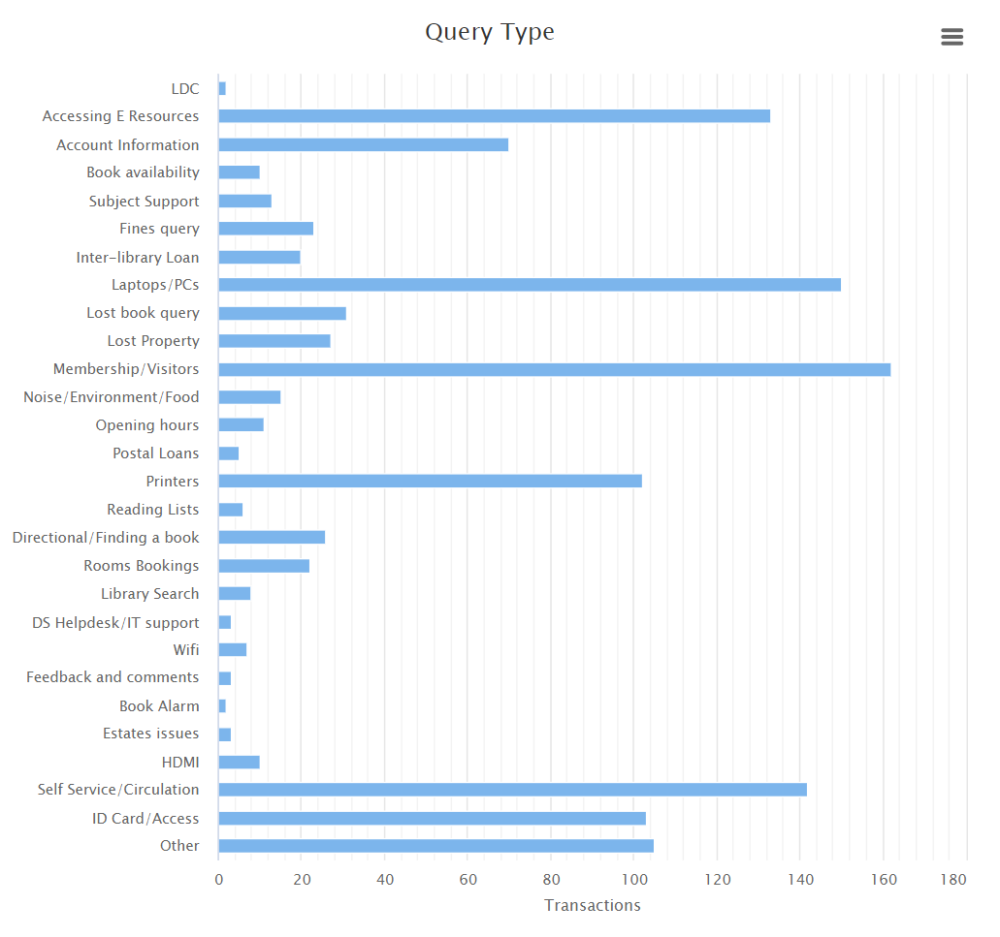 Query Type
LDC
Accessing E Resources
Account Information
Book availability
Subject Support
Fines query
Inter-library Loan
Laptops/PCs
Lost book query
Lost Property
Membership/Visitors
Noise/Environment/Food
Opening hours
Postal Loans
Printers
Reading Lists
Directional/Finding a book
Rooms Bookings
Library Search
DS Helpdesk/IT support
Wifi
Feedback and comments
Book Alarm
Estates issues
HDMI
Self Service/Circulation
ID Card/Access
Other
0 20 40 60 80 100 120 140 160 180
Transactions